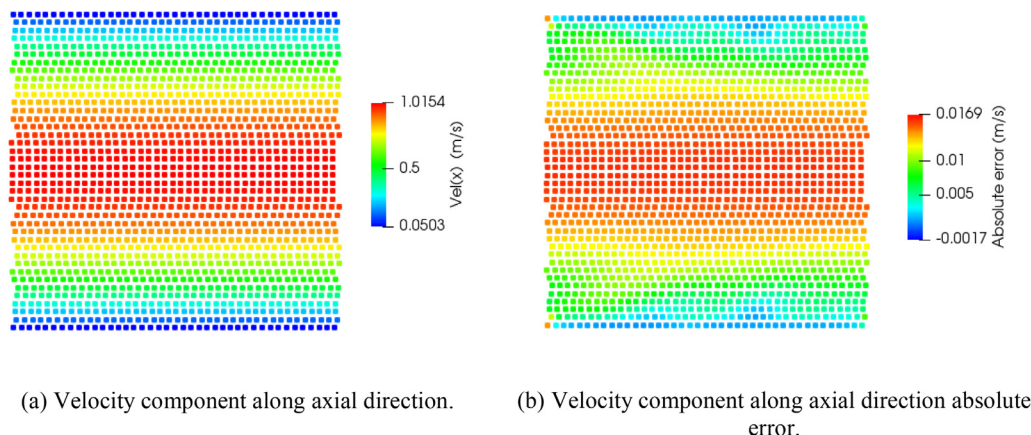 1.0154
0.5
0.0503
Vel(x) (m/s)
0.0169
0.01
0.005
-0.0017
Absolute error (m/s)
(a) Velocity component along axial direction.
(b) Velocity component along axial direction absolute
error.